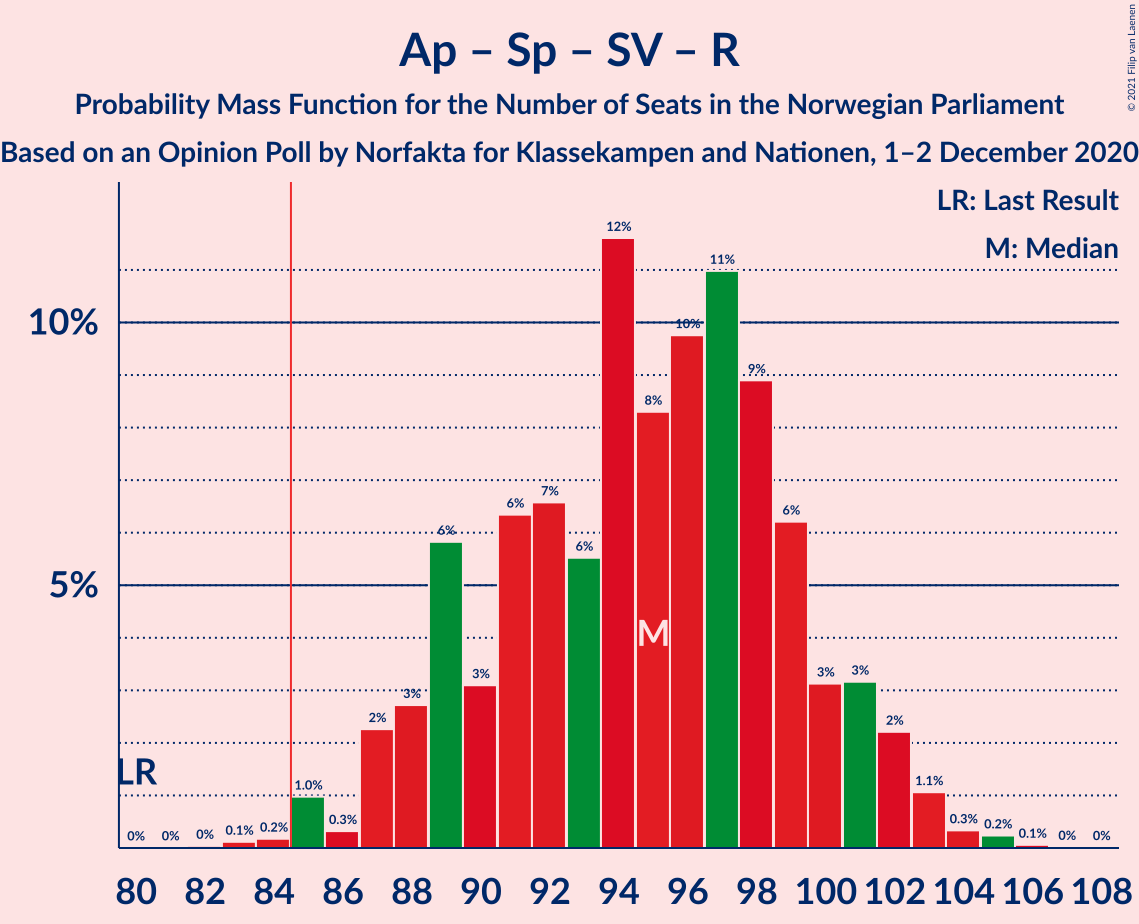 Ap – Sp – SV – R
Probability Mass Function for the Number of Seats in the Norwegian Parliament
Based on an Opinion Poll by Norfakta for Klassekampen and Nationen, 1–2 December 2020
© 2021 Filip van Laenen
LR: Last Result
M: Median
10%
5%
LR
M
0% 0% 0% 0.1% 0.2% 1.0% 0.3% 2% 3% 6% 3% 6% 7% 6% 12% 8% 10% 11% 9% 6% 3% 3% 2% 1.1% 0.3% 0.2% 0.1% 0% 0%
80 82 84 86 88 90 92 94 96 98 100 102 104 106 108